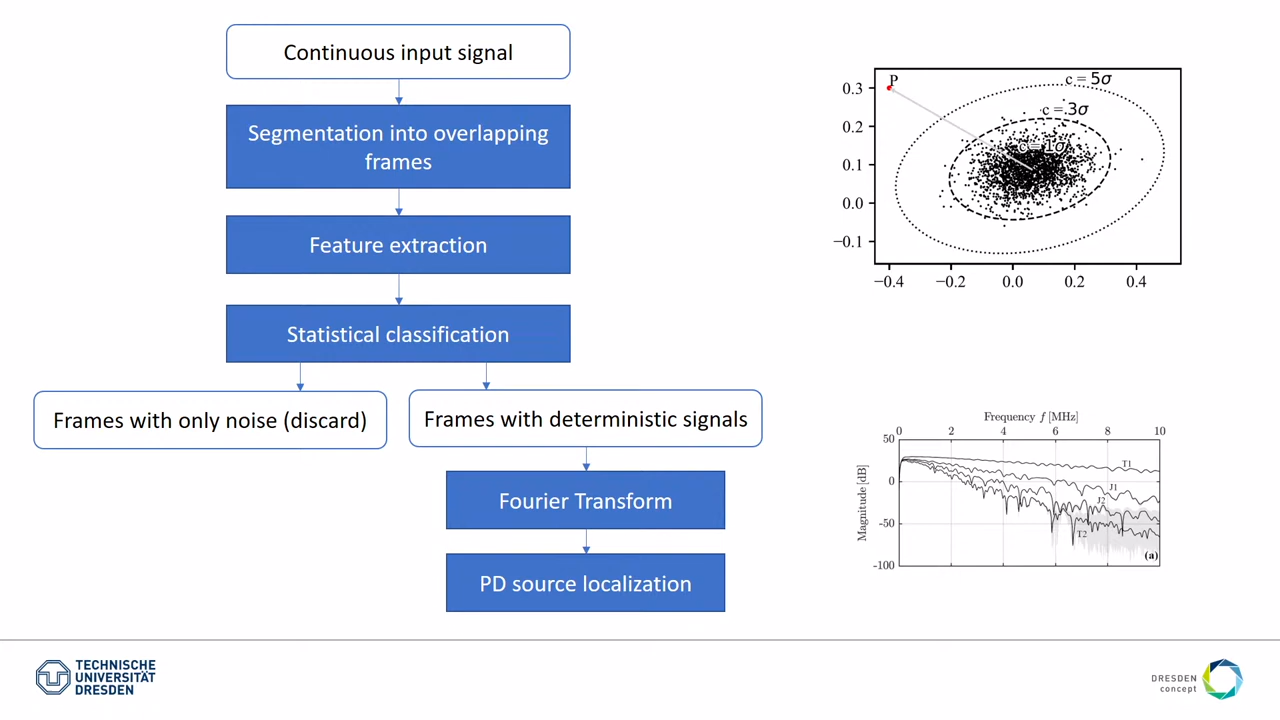 Continuous input signal
Segmentation into overlapping
frames
Feature extraction
Statistical classification
Frames with only noise (discard)
Frames with deterministic signals
Fourier Transform
PD source localization
P
c = 5σ
c = 3σ
c = 1σ
0.3
0.2
0.1
0.0
−0.1
−0.4 −0.2 0.0 0.2 0.4
Frequency f [MHz]
0 2 4 6 8 10
Magnitude [dB]
50
0
-50
-100
T1
J1
J2
T2
(a)
TECHNISCHE
UNIVERSITÄT
DRESDEN
DRESDEN
concept